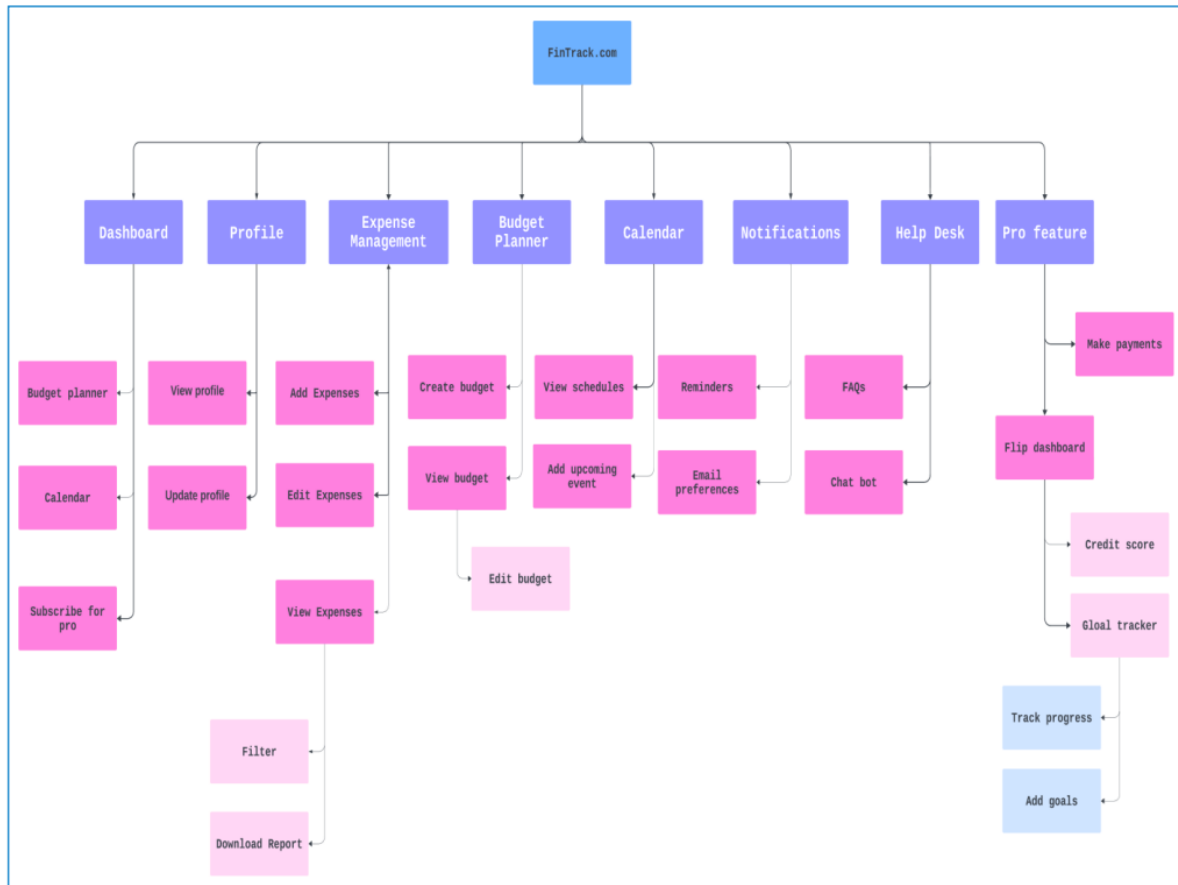 FinTrack.com
Dashboard
Profile
Expense
Management
Budget
Planner
Calendar
Notifications
Help Desk
Pro feature
Make payments
Budget planner
View profile
Add Expenses
Create budget
View schedules
Reminders
FAQs
Flip dashboard
Calendar
Update profile
Edit Expenses
View budget
Add upcoming
event
Email
preferences
Chat bot
Credit score
Edit budget
Subscribe for
pro
View Expenses
Gloal tracker
Track progress
Filter
Add goals
Download Report